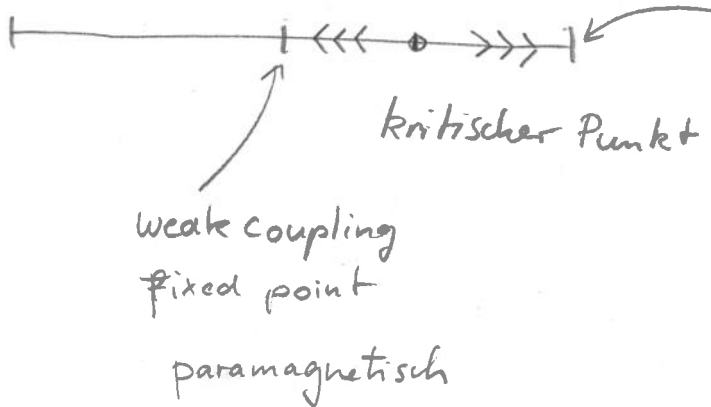 kritischer Punkt
weak coupling
fixed point
paramagnetisch